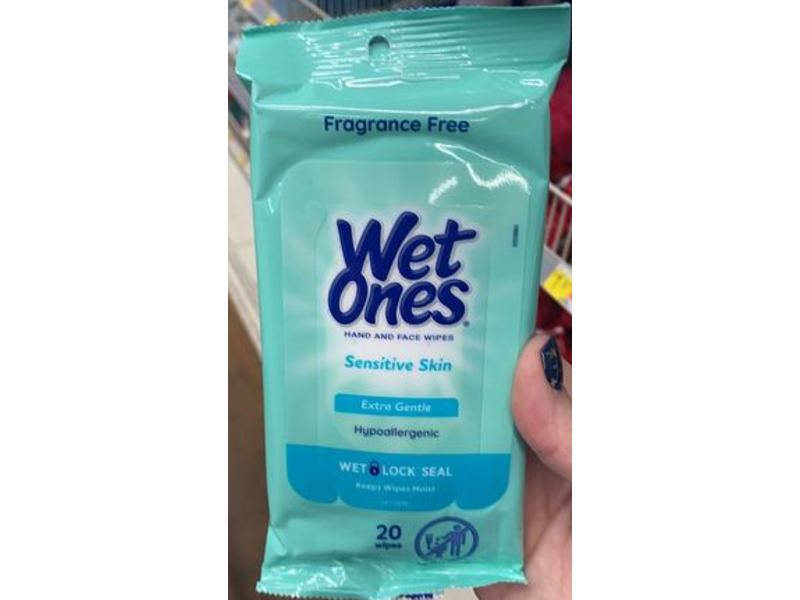 Fragrance Free
Wet
Ones®
HAND AND FACE WIPES
Sensitive Skin
Extra Gentle
Hypoallergenic
WET LOCK™ SEAL
Keeps Wipes Moist
20
wipes